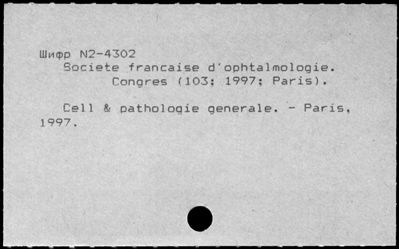 Шифр N2-4302
Societe francaise d'ophtalmologie.
Congres (103; 1997; Paris).
Cell & pathologie generale. - Paris,
1997.